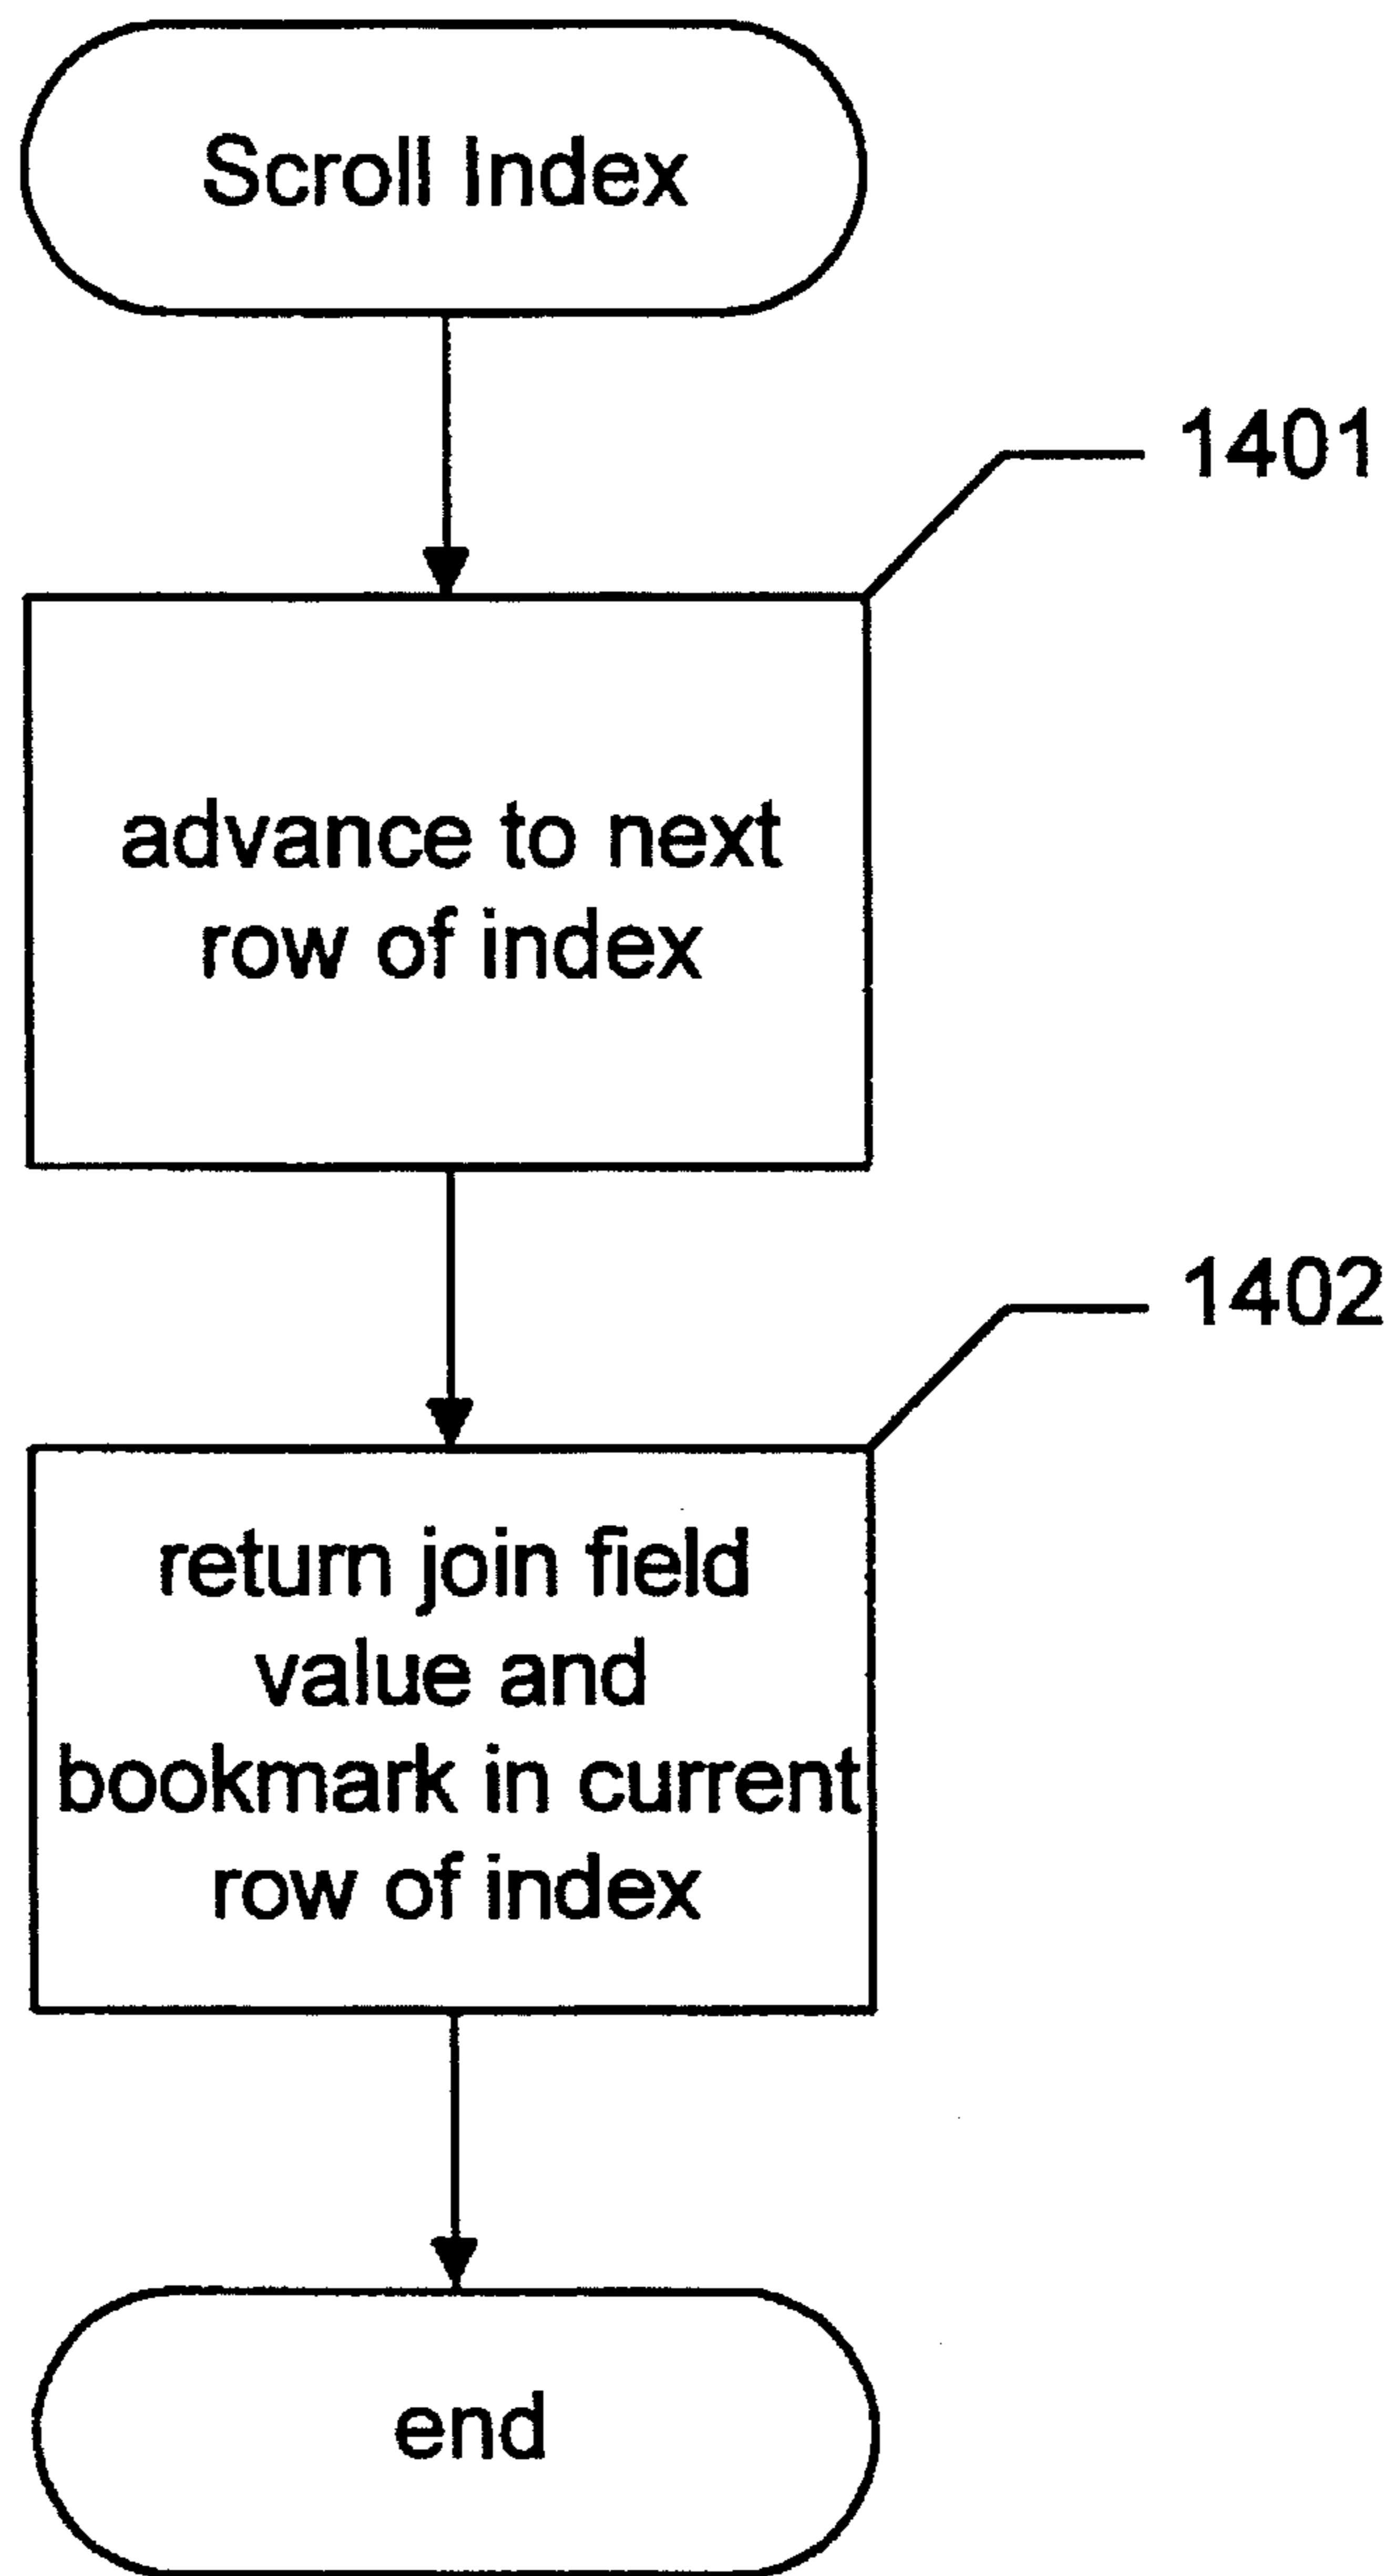 Scroll Index
1401
advance to next
row of index
1402
return join field
value and
bookmark in current
row of index
end